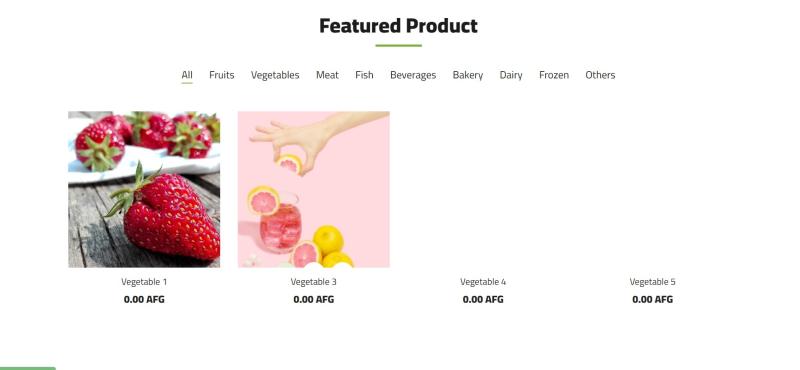 Featured Product
All Fruits Vegetables Meat Fish Beverages Bakery Dairy Frozen Others
Vegetable 1 Vegetable 3 Vegetable 4 Vegetable 5
0.00 AFG 0.00 AFG 0.00 AFG 0.00 AFG